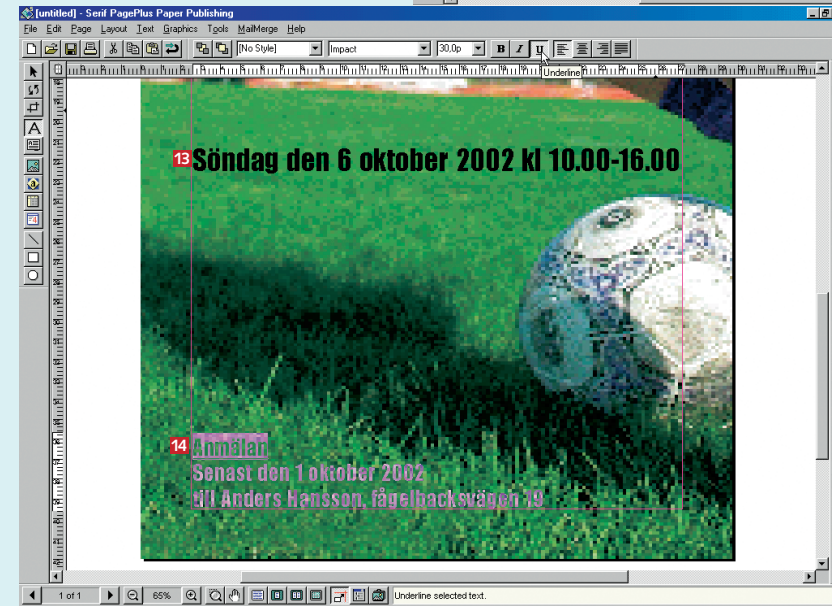 [untitled] - Serif PagePlus Paper Publishing
File Edit Page Layout Text Graphics Tools MailMerge Help
[No Style] Impact 30,0p B I U
Underline
13 Söndag den 6 oktober 2002 kl 10.00-16.00
14 Anmälan
Senast den 1 oktober 2002
till Anders Hansson, fågelbacksvägen 19
1 of 1 65% Underline selected text.